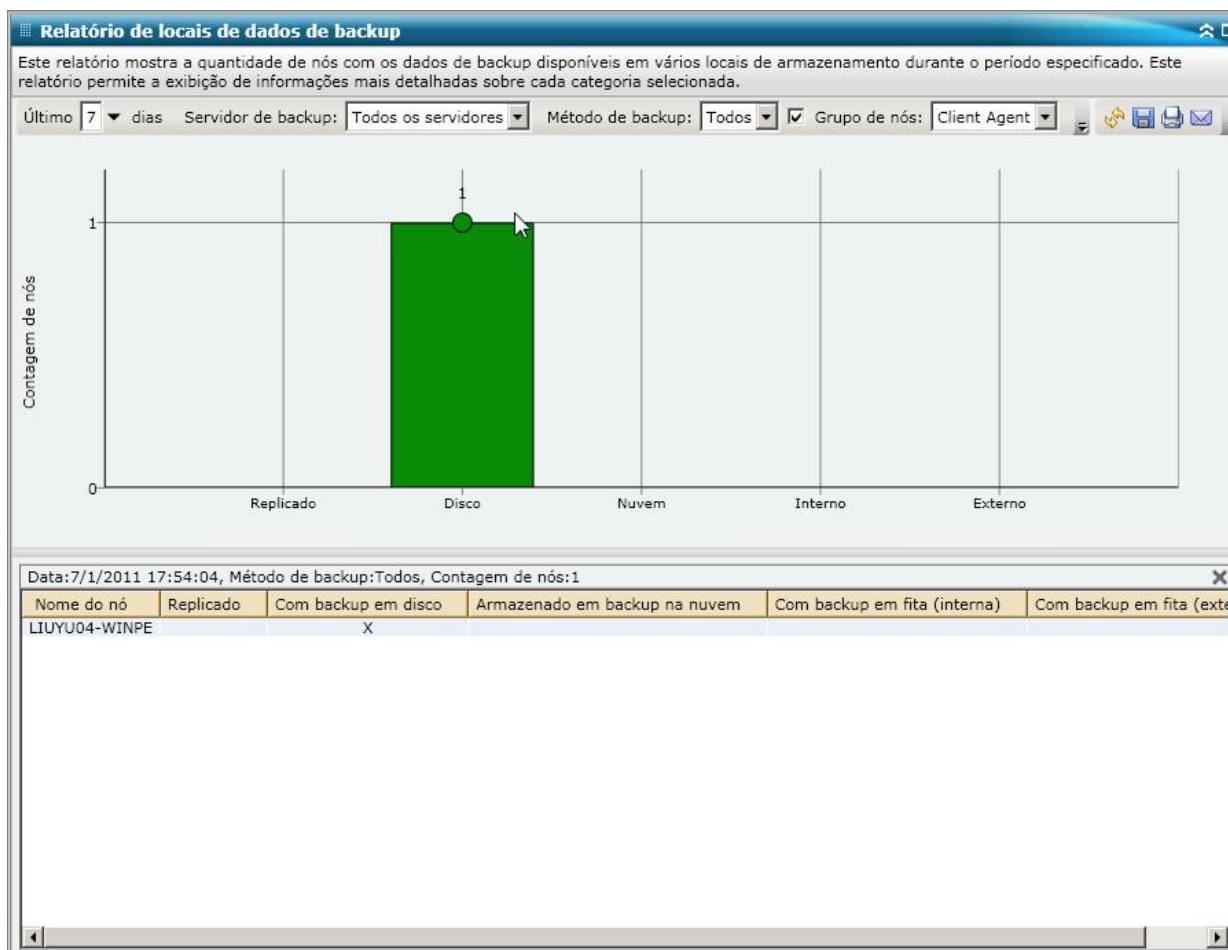 Relatório de locais de dados de backup
Este relatório mostra a quantidade de nós com os dados de backup disponíveis em vários locais de armazenamento durante o período especificado. Este
relatório permite a exibição de informações mais detalhadas sobre cada categoria selecionada.
Último 7 dias Servidor de backup: Todos os servidores Método de backup: Todos Grupo de nós: Client Agent
1
1
Contagem de nós
0
Replicado Disco Nuvem Interno Externo
Data:7/1/2011 17:54:04, Método de backup:Todos, Contagem de nós:1
Nome do nó Replicado Com backup em disco Armazenado em backup na nuvem Com backup em fita (interna) Com backup em fita (exte
LIUYU04-WINPE X